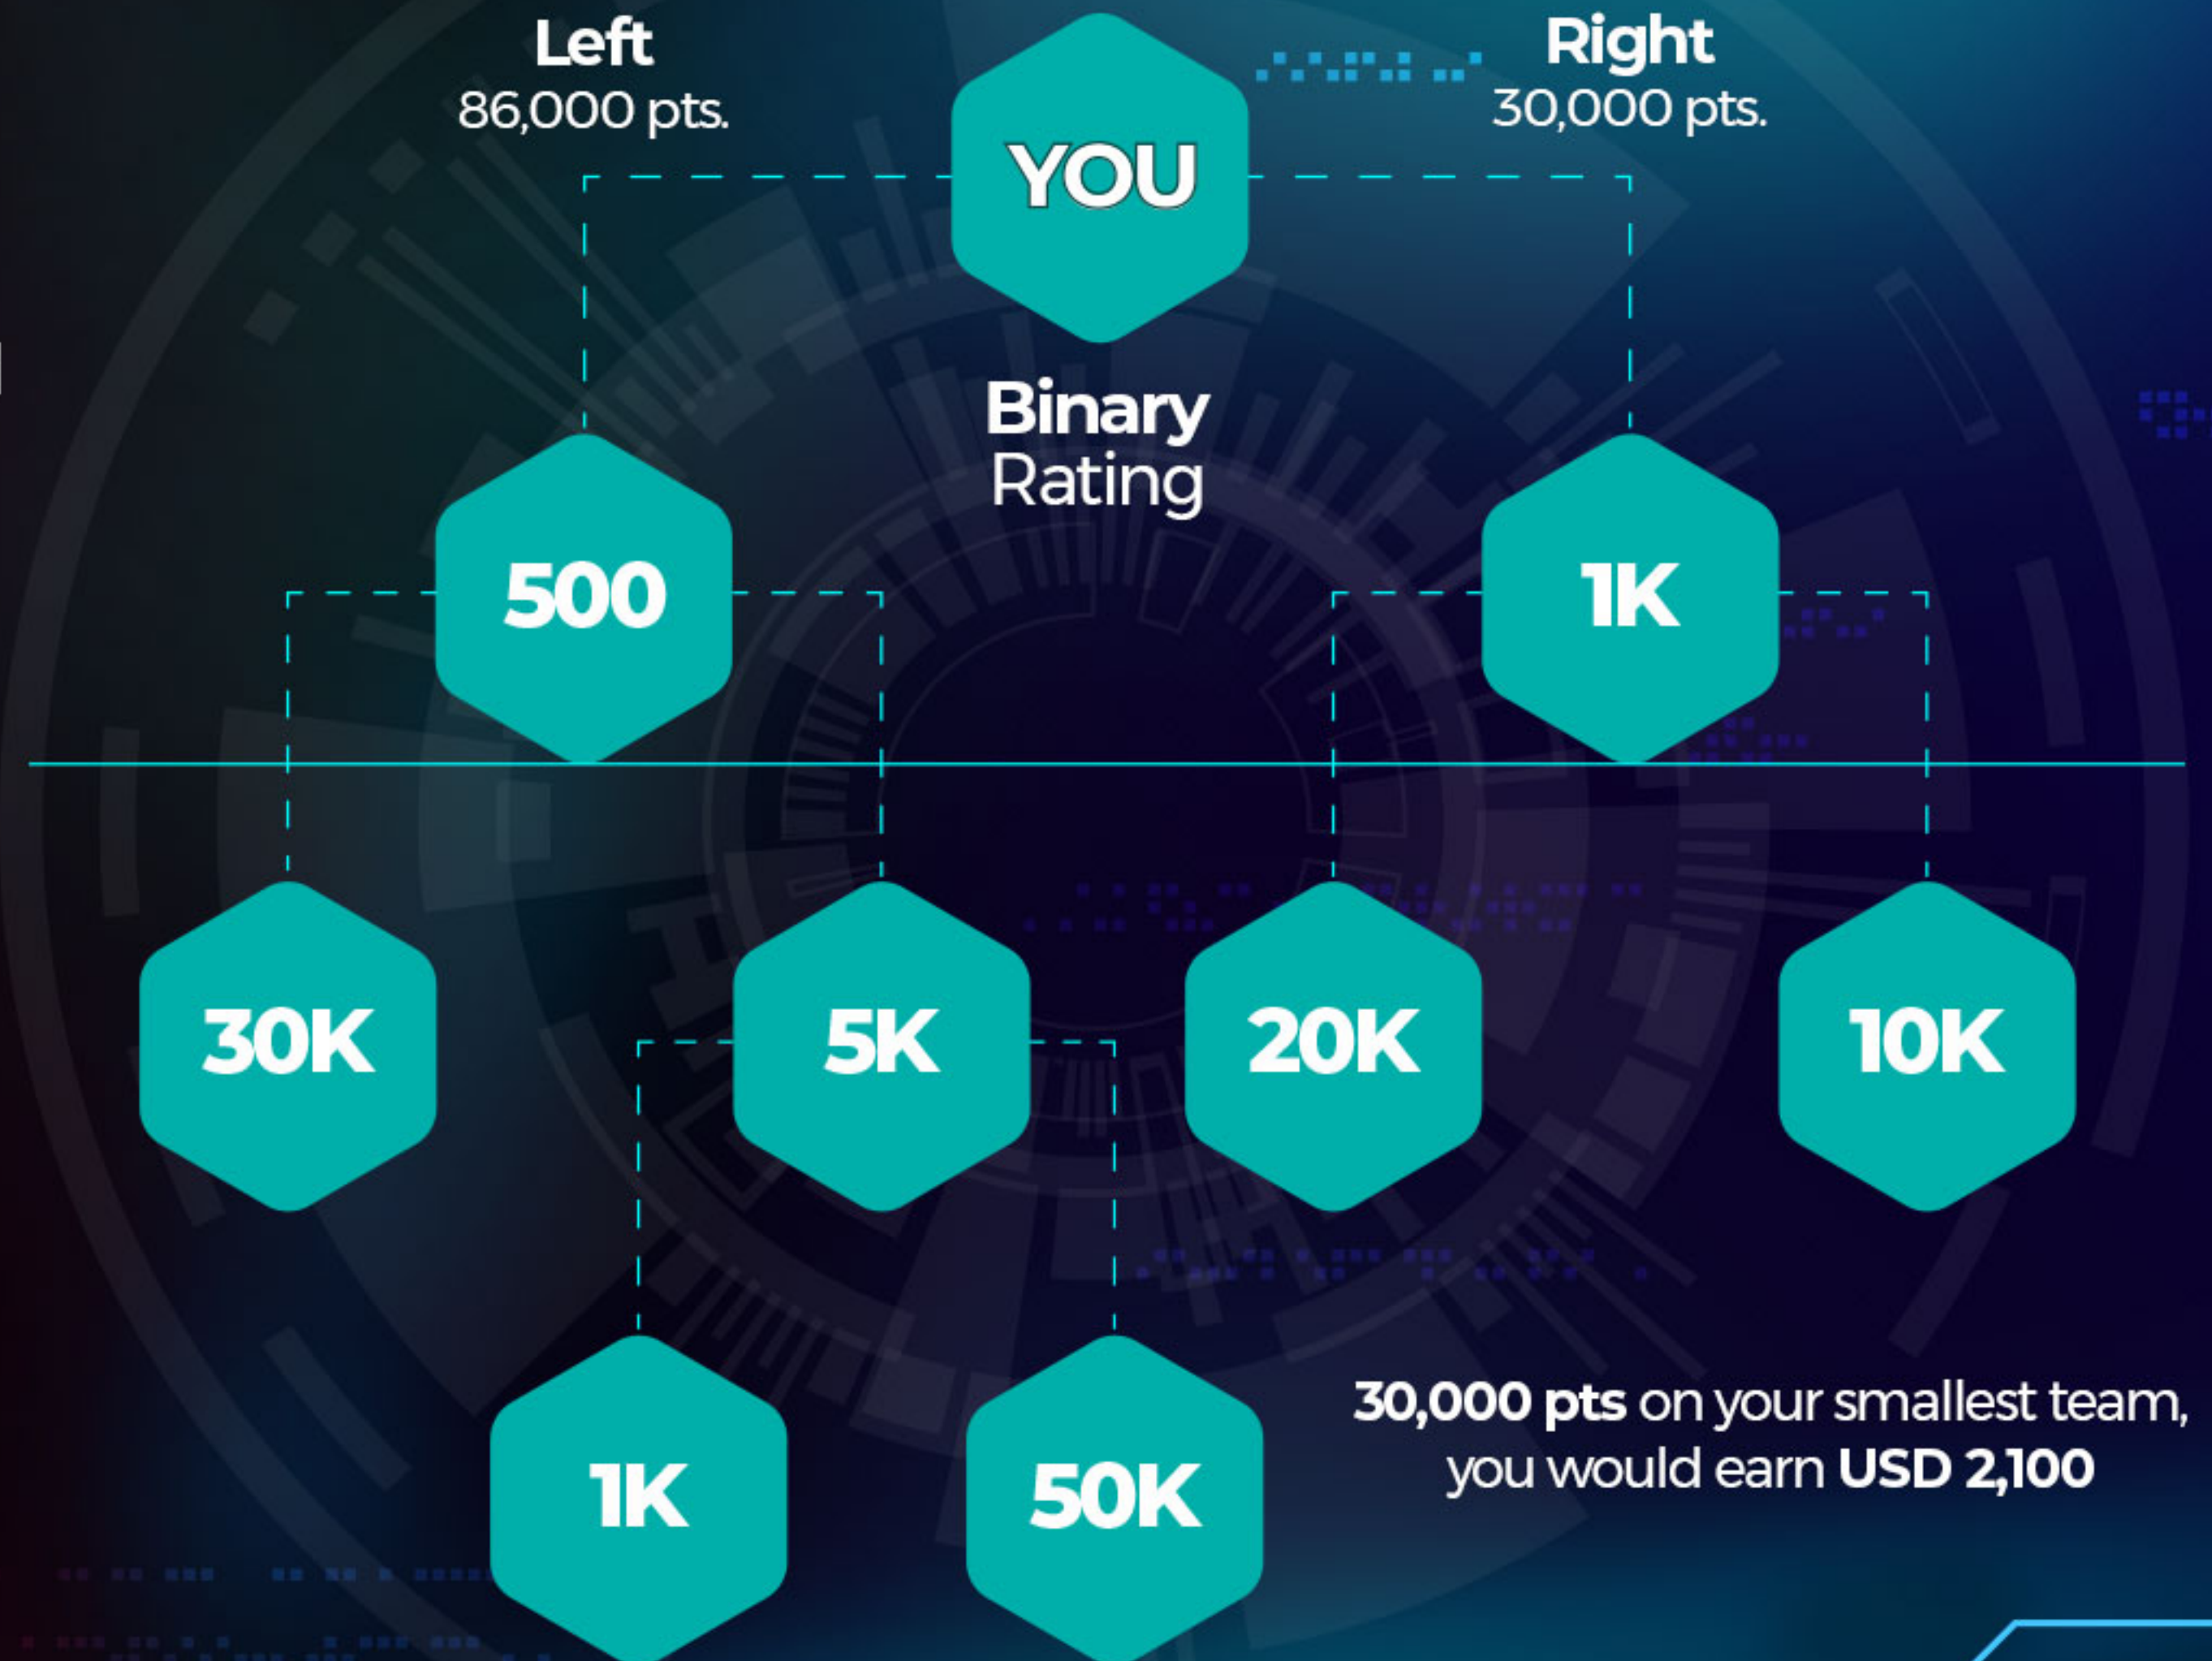 Left
86,000 pts.
YOU
Right
30,000 pts.
Binary
Rating
500
1K
30K
5K
20K
10K
1K
50K
30,000 pts on your smallest team,
you would earn USD 2,100